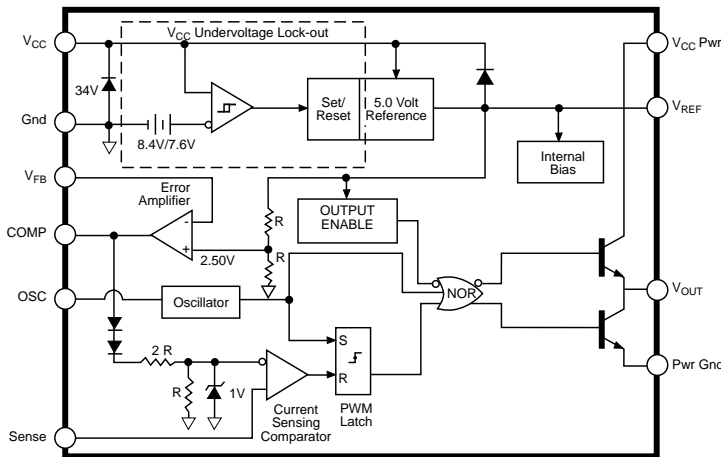 VCC Undervoltage Lock-out
VCC
VCC Pwr
34V
Set/
Reset
5.0 Volt
Reference
VREF
Gnd
8.4V/7.6V
Internal
Bias
VFB
Error
Amplifier
OUTPUT
ENABLE
R
-
+
COMP
2.50V
R
OSC
Oscillator
NOR
VOUT
S
R
2 R
R
1V
Current
Sensing
Comparator
PWM
Latch
Pwr Gnd
Sense